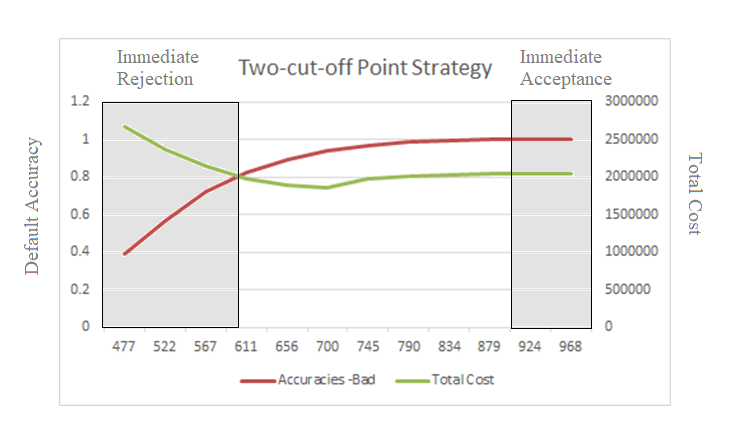 Immediate
Rejection
Two-cut-off Point Strategy
Immediate
Acceptance
Default Accuracy
1.2
1
0.8
0.6
0.4
0.2
0
3000000
2500000
2000000
1500000
1000000
500000
0
Total Cost
477 522 567 611 656 700 745 790 834 879 924 968
Accuracies -Bad Total Cost